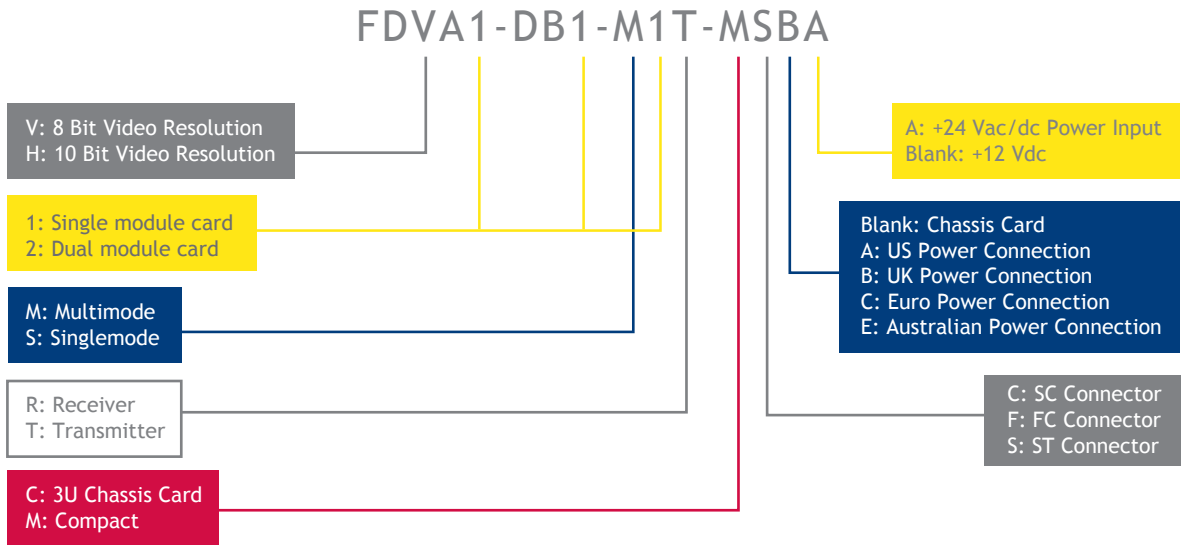 FDVA1-DB1-M1T-MSBA
V: 8 Bit Video Resolution
H: 10 Bit Video Resolution
1: Single module card
2: Dual module card
M: Multimode
S: Singlemode
R: Receiver
T: Transmitter
C: 3U Chassis Card
M: Compact
A: +24 Vac/dc Power Input
Blank: +12 Vdc
Blank: Chassis Card
A: US Power Connection
B: UK Power Connection
C: Euro Power Connection
E: Australian Power Connection
C: SC Connector
F: FC Connector
S: ST Connector